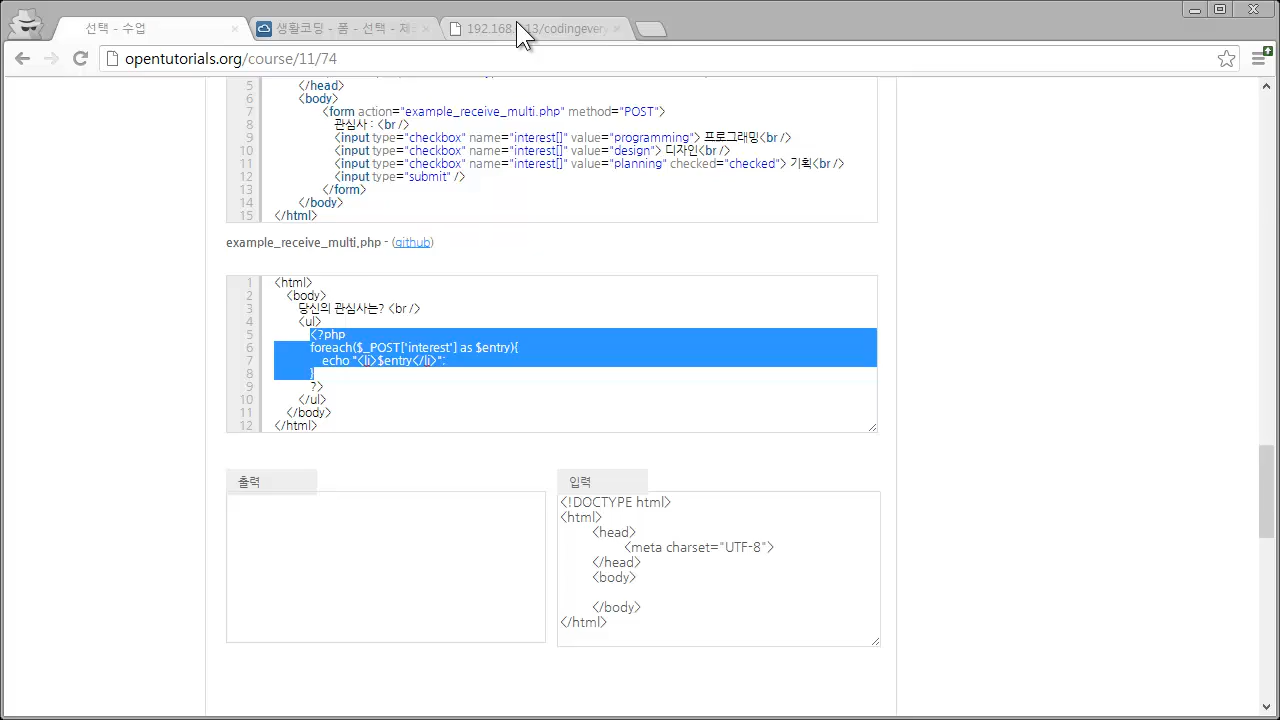 선택 - 수업
생활코딩 - 폼 - 선택 - 제
192.168. 13/codingever
opentutorials.org/course/11/74
5 </head>
6 <body>
7 <form action="example_receive_multi.php" method="POST">
8 관심사 : <br />
9 <input type="checkbox" name="interest[]" value="programming"> 프로그래밍<br />
10 <input type="checkbox" name="interest[]" value="design"> 디자인<br />
11 <input type="checkbox" name="interest[]" value="planning" checked="checked"> 기획<br />
12 <input type="submit" />
13 </form>
14 </body>
15 </html>
example_receive_multi.php - (github)
1 <html>
2 <body>
3 당신의 관심사는? <br />
4 <ul>
5 <?php
6 foreach($_POST['interest'] as $entry){
7 echo "<li>$entry</li>";
8 }
9 ?>
10 </ul>
11 </body>
12 </html>
출력
입력
<!DOCTYPE html>
<html>
<head>
<meta charset="UTF-8">
</head>
<body>
</body>
</html>